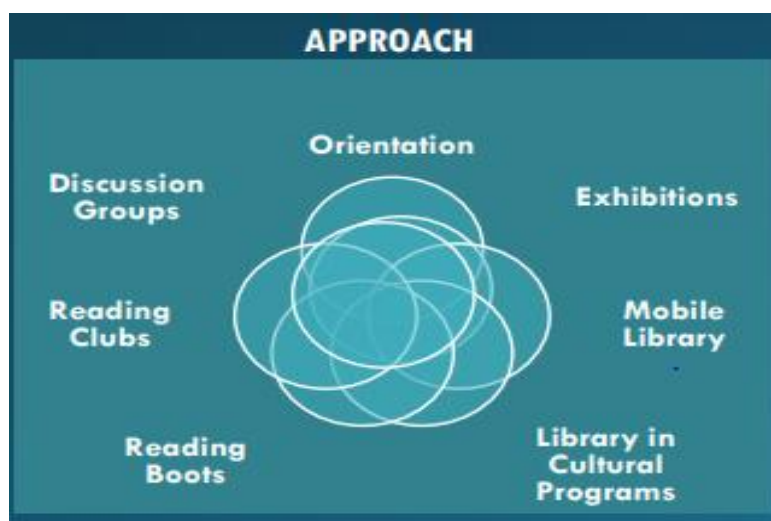 APPROACH
Orientation
Discussion
Groups
Exhibitions
Reading
Clubs
Mobile
Library
Reading
Boots
Library in
Cultural
Programs